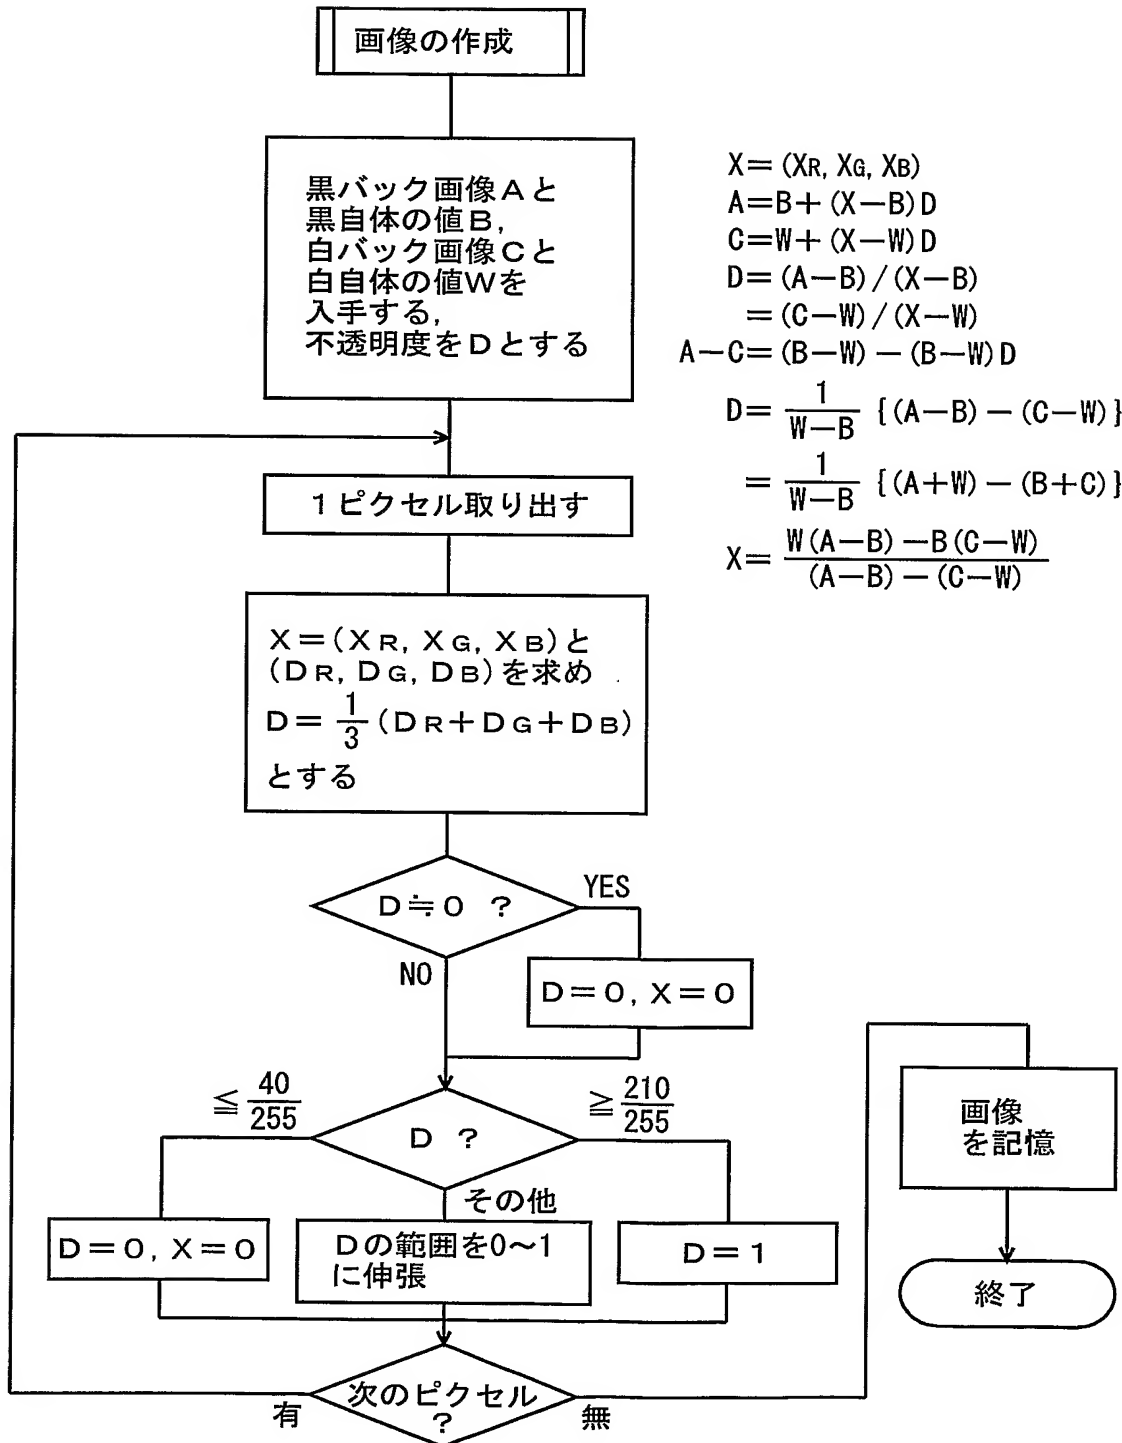 画像の作成
黒バック画像Aと
黒自体の値B,
白バック画像Cと
白自体の値Wを
入手する,
不透明度をDとする
X=(XR, XG, XB)
A=B+(X-B)D
C=W+(X-W)D
D=(A-B)/(X-B)
=(C-W)/(X-W)
A-C=(B-W)-(B-W)D
D= 1/(W-B) {(A-B)-(C-W)}
= 1/(W-B) {(A+W)-(B+C)}
X= W(A-B)-B(C-W) / (A-B)-(C-W)
1ピクセル取り出す
X=(XR, XG, XB)と
(DR, DG, DB)を求め
D= 1/3 (DR+DG+DB)
とする
D≒0 ?
YES
NO
D=0, X=0
≦ 40/255
D ?
≧ 210/255
その他
D=0, X=0
Dの範囲を0~1
に伸張
D=1
次のピクセル
?
有
無
画像
を記憶
終了